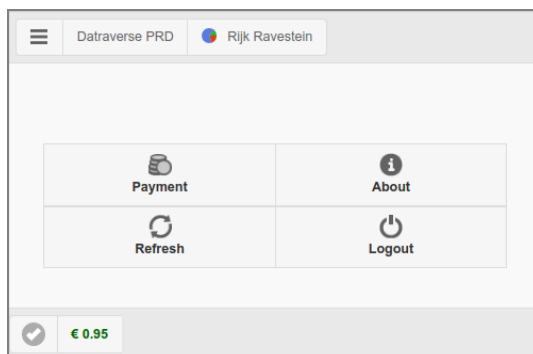 Datraverse PRD Rijk Ravestein
Payment About
Refresh Logout
€ 0.95